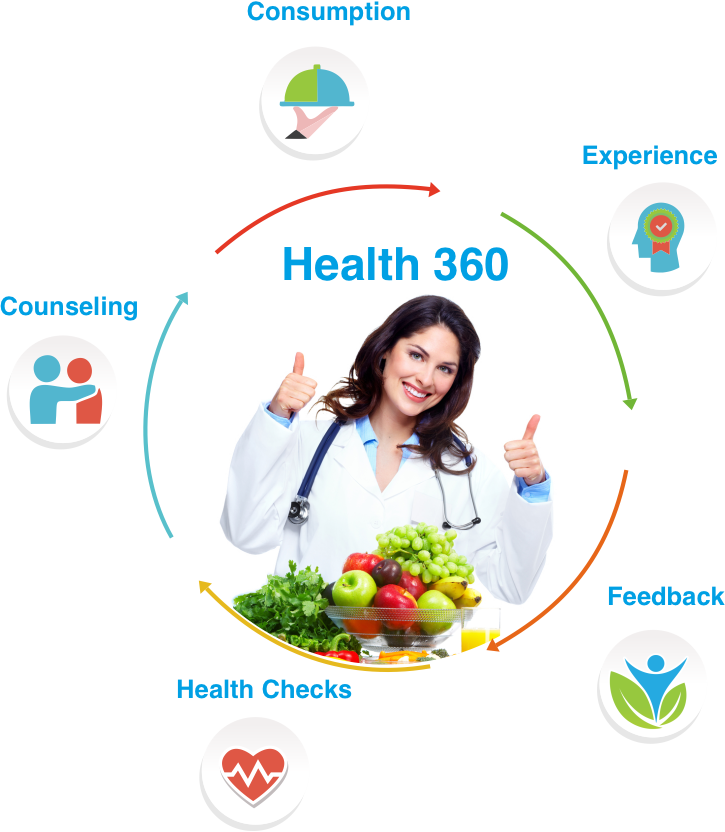 Consumption
Experience
Health 360
Counseling
Feedback
Health Checks